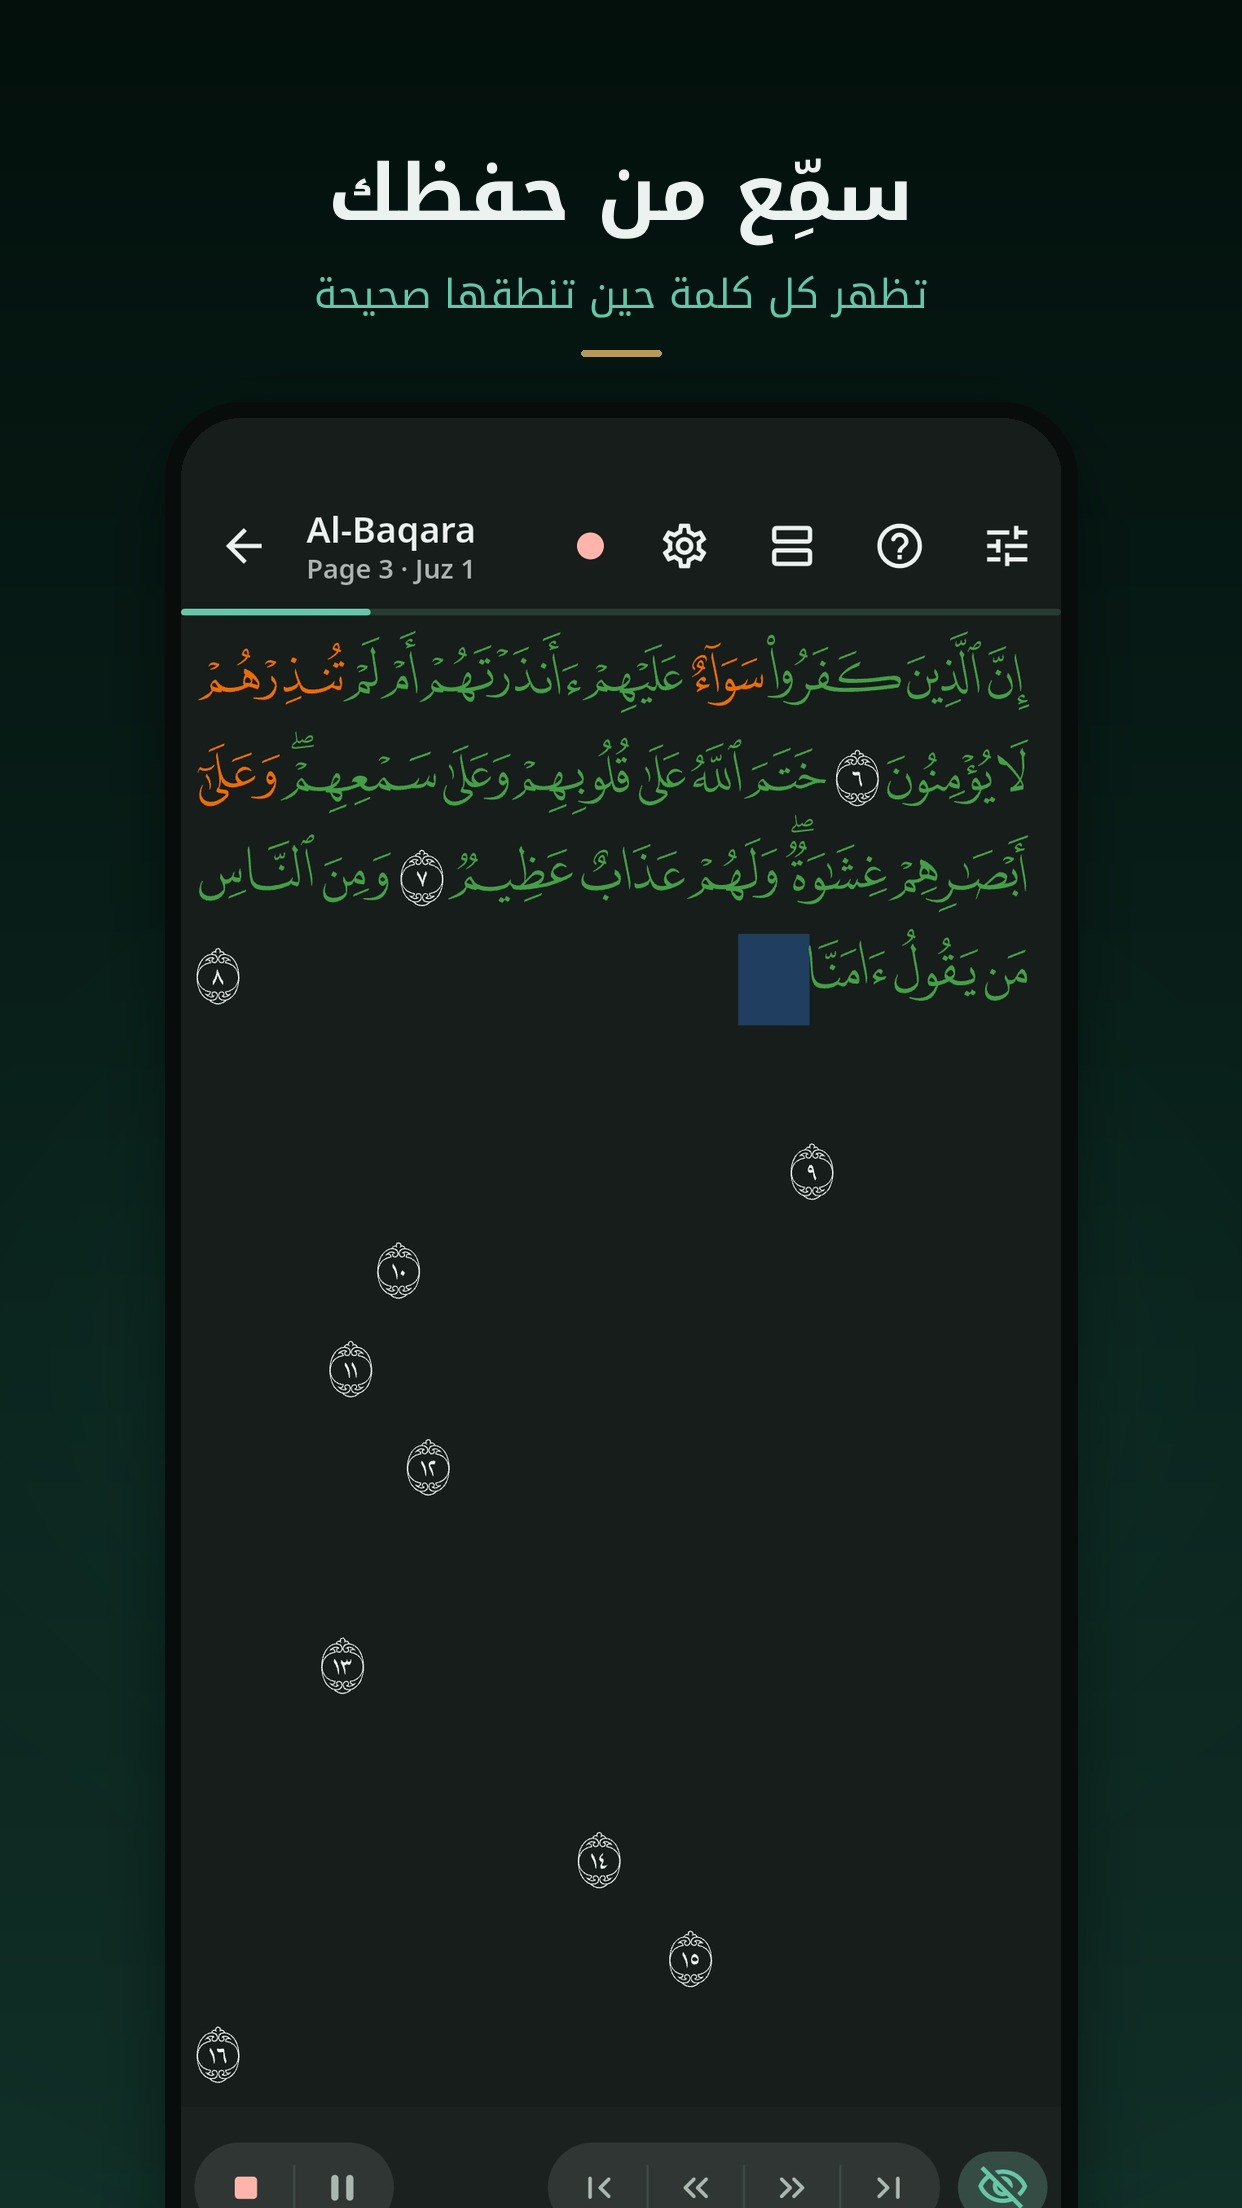 سمِّع من حفظك
تظهر كل كلمة حين تنطقها صحيحة
Al-Baqara
Page 3 · Juz 1
إِنَّ ٱلَّذِينَ كَفَرُوا۟ سَوَآءٌ عَلَيْهِمْ ءَأَنذَرْتَهُمْ أَمْ لَمْ تُنذِرْهُمْ
لَا يُؤْمِنُونَ ٦ خَتَمَ ٱللَّهُ عَلَىٰ قُلُوبِهِمْ وَعَلَىٰ سَمْعِهِمْ ۖ وَعَلَىٰٓ
أَبْصَـٰرِهِمْ غِشَـٰوَةٌ ۖ وَلَهُمْ عَذَابٌ عَظِيمٌ ٧ وَمِنَ ٱلنَّاسِ
مَن يَقُولُ ءَامَنَّا ٨
٩
١٠
١١
١٢
١٣
١٤
١٥
١٦